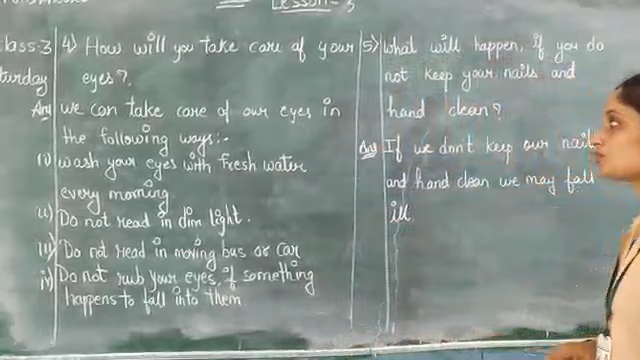 Lesson-3
Class-3
4) How will you take care of your
eyes?
Ans) We can take care of our eyes in
the following ways:-
i) Wash your eyes with fresh water
every morning
ii) Do not read in dim light.
iii) Do not read in moving bus or car
iv) Do not rub your eyes, if something
happens to fall into them
5) What will happen, if you do
not keep your nails and
hand clean?
Ans) If we don't keep our nails
and hand clean we may fall
ill